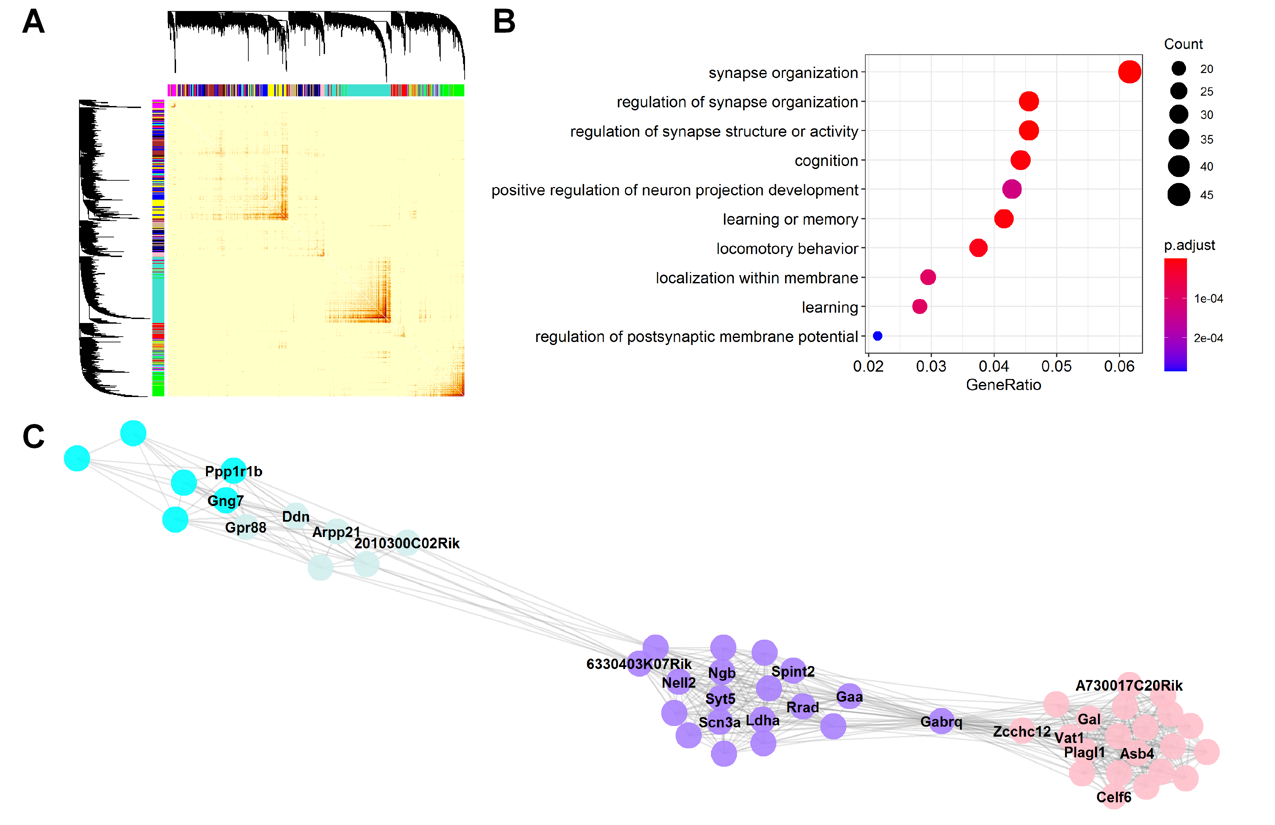 A
B
synapse organization
regulation of synapse organization
regulation of synapse structure or activity
cognition
positive regulation of neuron projection development
learning or memory
locomotory behavior
localization within membrane
learning
regulation of postsynaptic membrane potential
0.02 0.03 0.04 0.05 0.06
GeneRatio
Count
20
25
30
35
40
45
p.adjust
1e-04
2e-04
C
Ppp1r1b
Gng7
Gpr88
Ddn
Arpp21
2010300C02Rik
6330403K07Rik
Nell2
Ngb
Spint2
Syt5
Scn3a
Ldha
Rrad
Gaa
Gabrq
Zcchc12
A730017C20Rik
Gal
Vat1
Plagl1
Asb4
Celf6